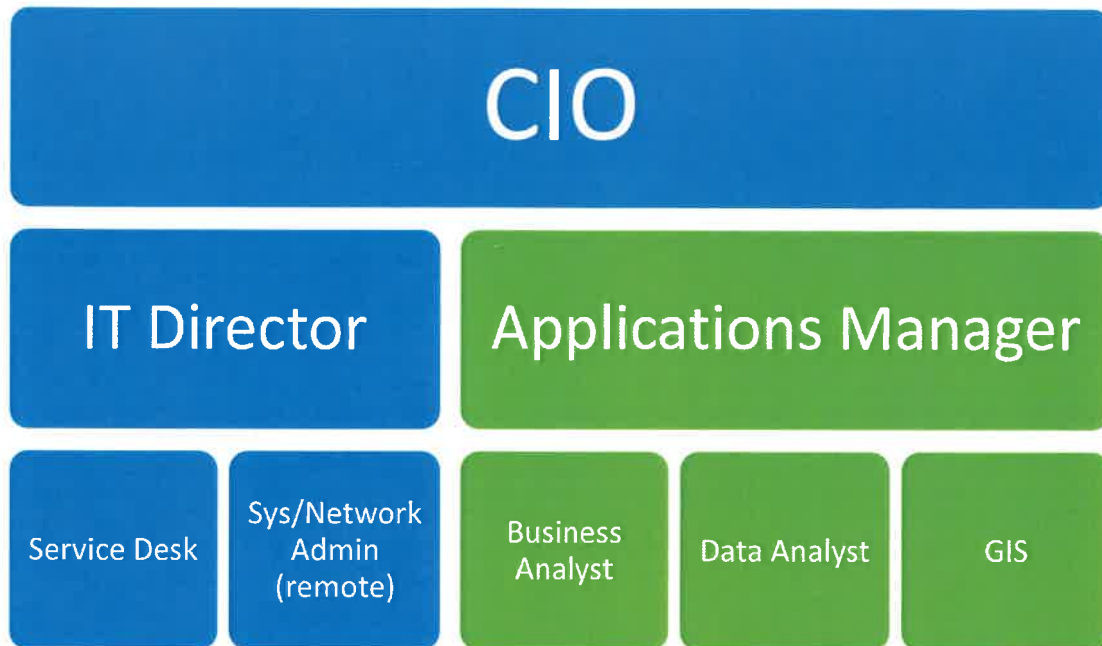 CIO
IT Director
Applications Manager
Service Desk
Sys/Network
Admin
(remote)
Business
Analyst
Data Analyst
GIS